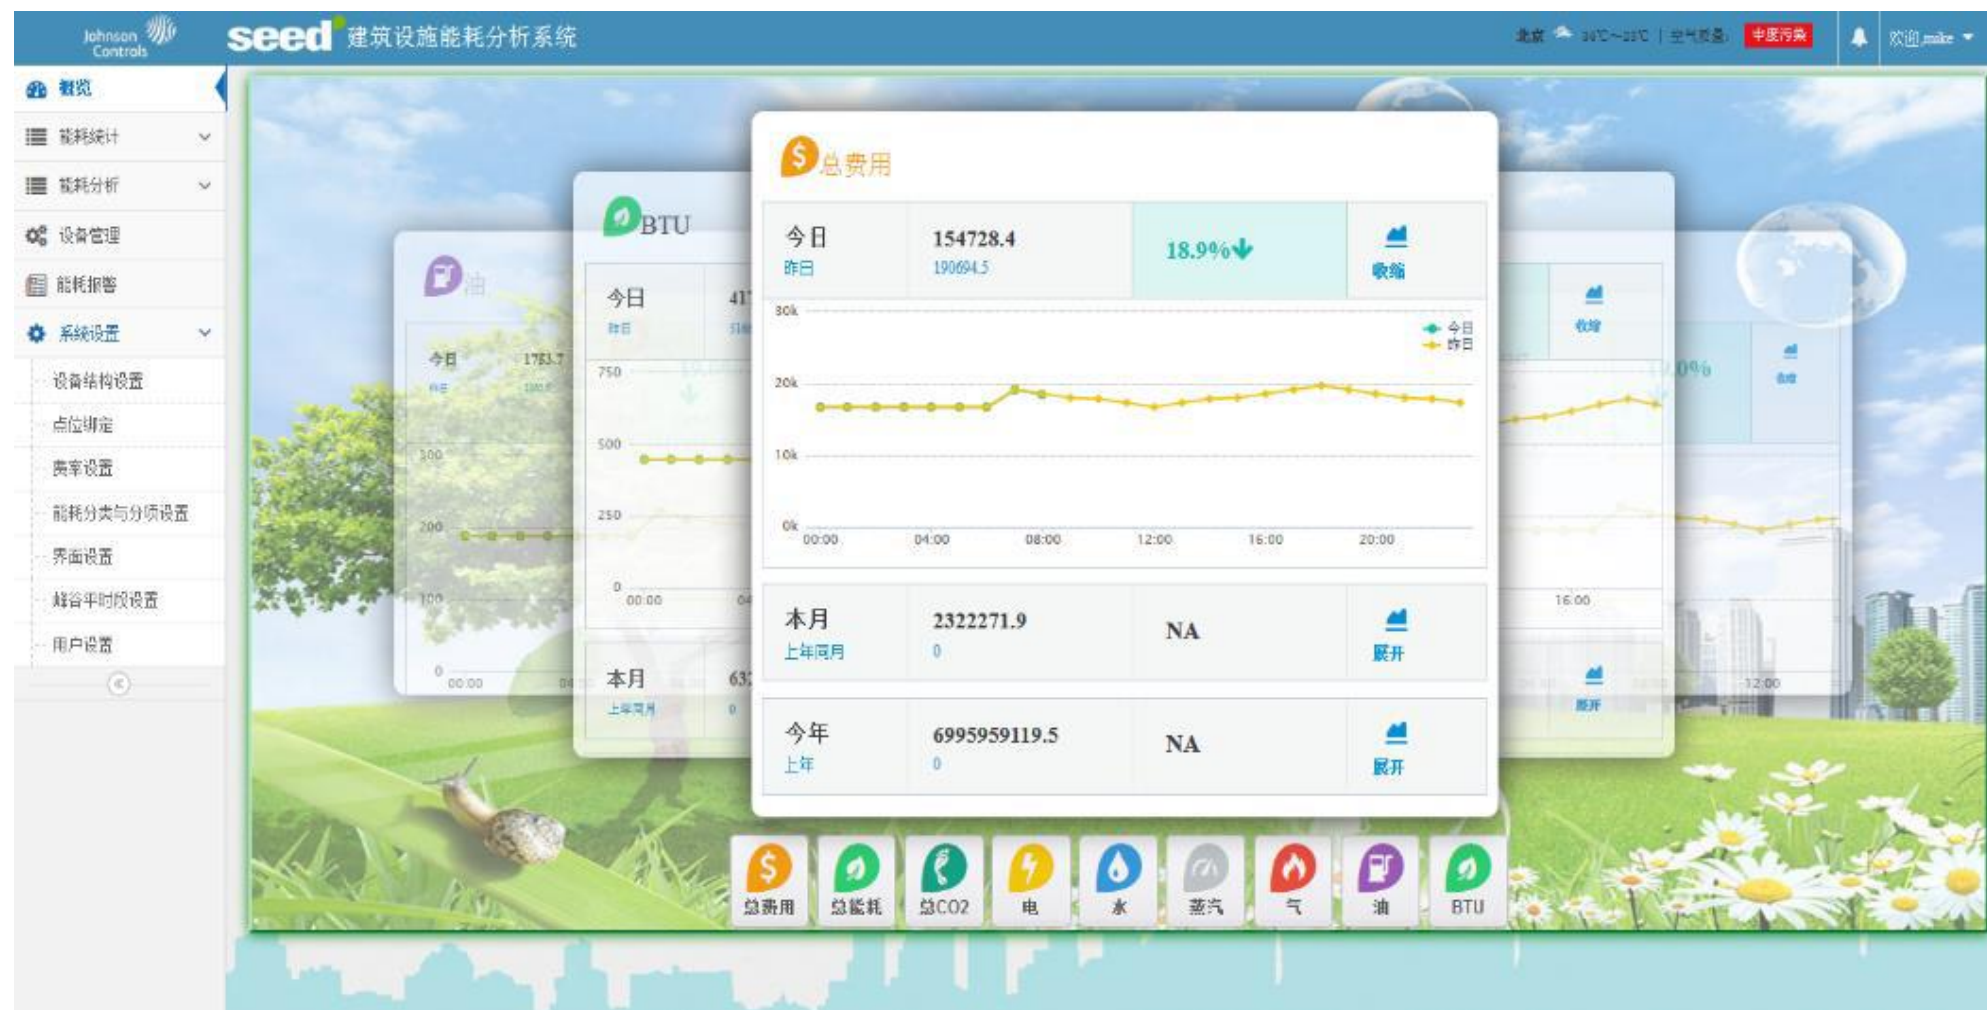 Johnson Controls
seed 建筑设施能耗分析系统
北京
空气质量: 中度污染
欢迎,mike
概览
能耗统计
能耗分析
设备管理
能耗报警
系统设置
设备结构设置
点位绑定
费率设置
能耗分类与分项设置
界面设置
峰谷平时段设置
用户设置
油
今日 1753.7
昨日
300
200
100
0
00:00
BTU
今日
昨日
750
500
250
0
00:00
本月
上年同月 0
总费用
今日 154728.4 18.9%
昨日 190694.5 收缩
30k
20k
10k
0k
今日
昨日
00:00 04:00 08:00 12:00 16:00 20:00
本月 2322271.9 NA
上年同月 0 展开
今年 6995959119.5 NA
上年 0 展开
收缩
16:00
展开
收缩
12:00
总费用 总能耗 总CO2 电 水 蒸汽 气 油 BTU